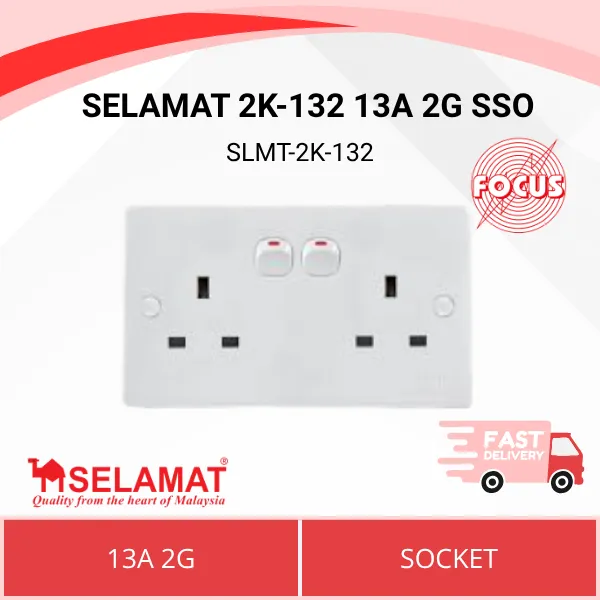 SELAMAT 2K-132 13A 2G SSO
SLMT-2K-132
FOCUS
FAST
DELIVERY
SELAMAT®
Quality from the heart of Malaysia
13A 2G
SOCKET